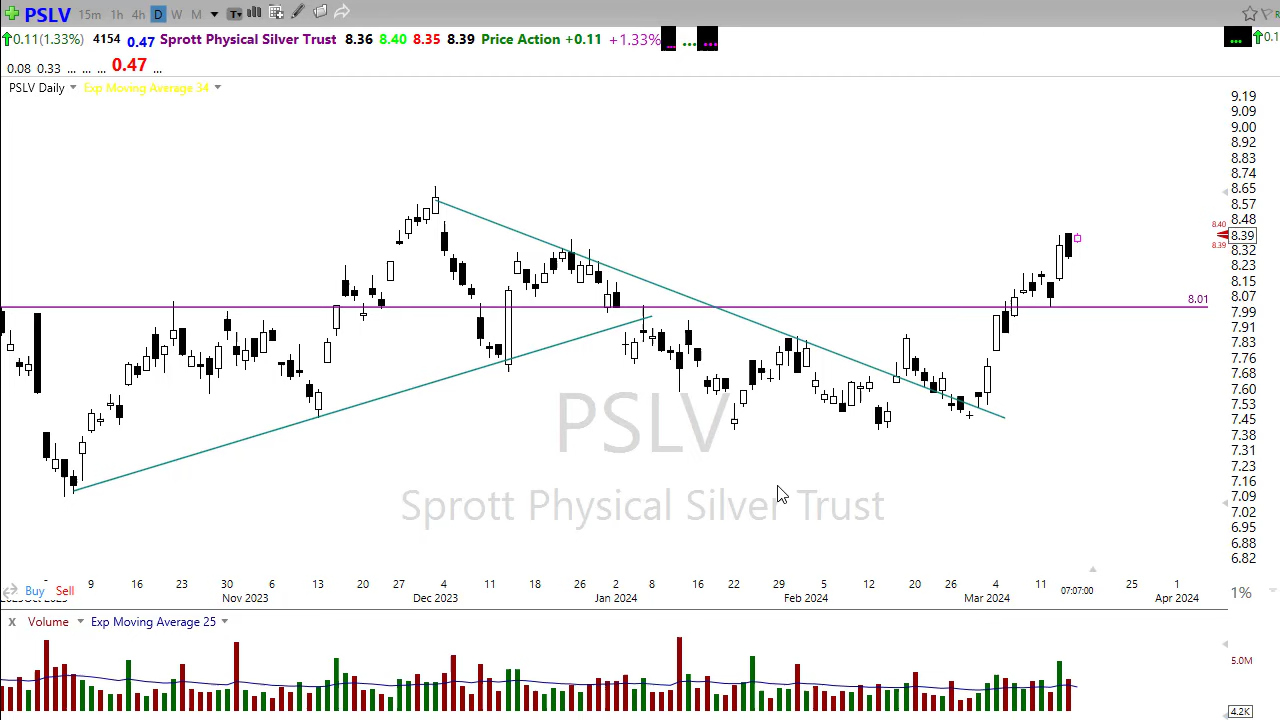 PSLV 15m 1h 4h D W M T
0.11(1.33%) 4154 0.47 Sprott Physical Silver Trust 8.36 8.40 8.35 8.39 Price Action +0.11 +1.33% ... ... ... ... 0.1
0.08 0.33 ... ... ... 0.47 ...
PSLV Daily Exp Moving Average 34
9.19
9.09
9.00
8.92
8.83
8.74
8.65
8.57
8.48
8.40
8.39
8.39
8.32
8.23
8.15
8.07
8.01
7.99
7.91
7.83
7.76
7.68
7.60
7.53
7.45
7.38
7.31
7.23
7.16
7.09
7.02
6.95
6.88
6.82
PSLV
Sprott Physical Silver Trust
9 16 23 30 6 13 20 27 4 11 18 26 2 8 16 22 29 5 12 20 26 4 11 07:07:00 25 1
Buy Sell 1%
Nov 2023 Dec 2023 Jan 2024 Feb 2024 Mar 2024 Apr 2024
X Volume Exp Moving Average 25
5.0M
4.2K